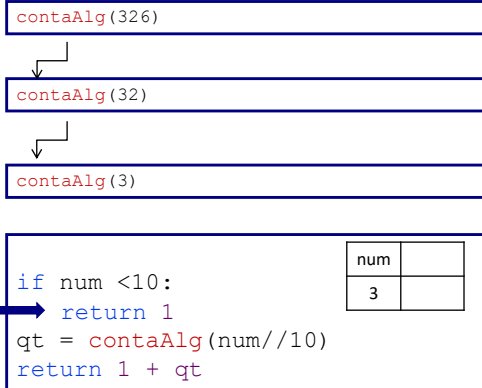 contaAlg(326)
contaAlg(32)
contaAlg(3)
num
3
if num <10:
return 1
qt = contaAlg(num//10)
return 1 + qt